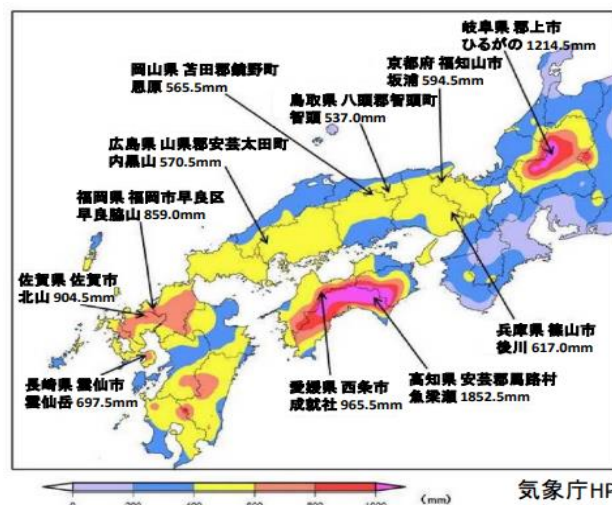 岐阜県 郡上市
ひるがの 1214.5mm
岡山県 苫田郡鏡野町
恩原 565.5mm
京都府 福知山市
坂浦 594.5mm
鳥取県 八頭郡智頭町
智頭 537.0mm
広島県 山県郡安芸太田町
内黒山 570.5mm
福岡県 福岡市早良区
早良脇山 859.0mm
佐賀県 佐賀市
北山 904.5mm
長崎県 雲仙市
雲仙岳 697.5mm
愛媛県 西条市
成就社 965.5mm
高知県 安芸郡馬路村
魚梁瀬 1852.5mm
兵庫県 篠山市
後川 617.0mm
0 200 400 600 800 1000 (mm)
気象庁HP